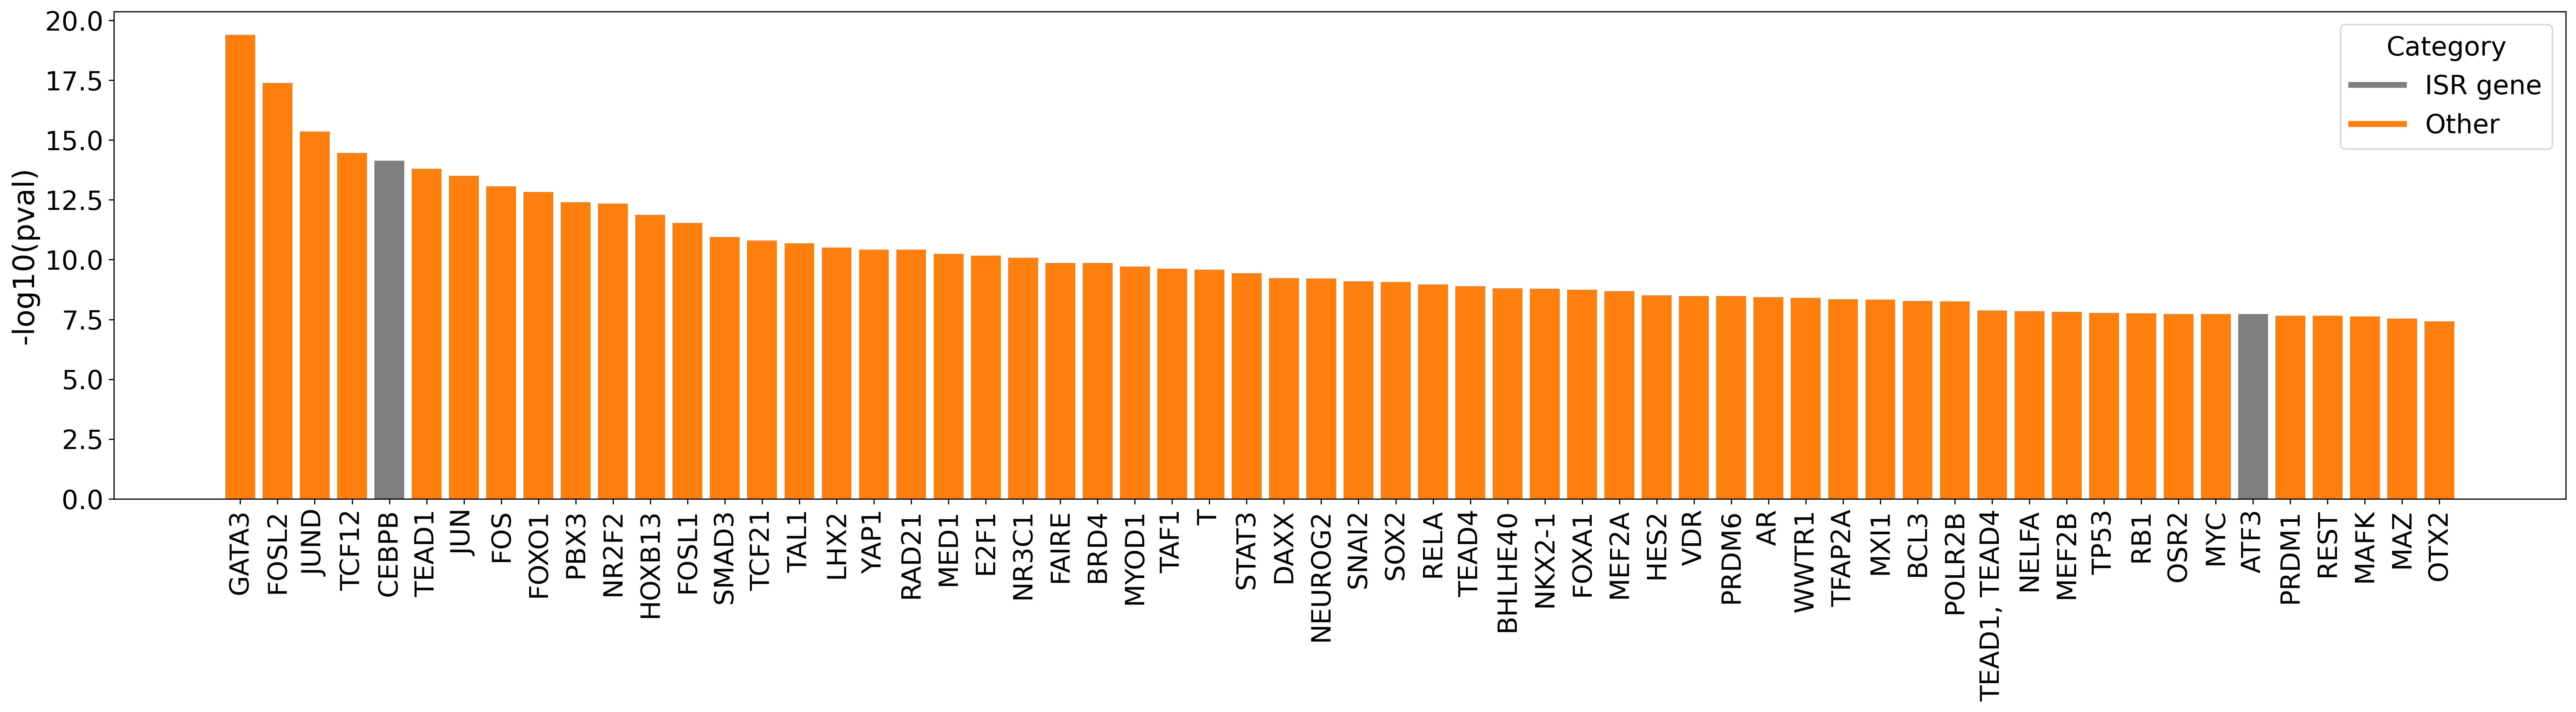 20.0
17.5
15.0
12.5
10.0
7.5
5.0
2.5
0.0
-log10(pval)
Category
ISR gene
Other
GATA3
FOSL2
JUND
TCF12
CEBPB
TEAD1
JUN
FOS
FOXO1
PBX3
NR2F2
HOXB13
FOSL1
SMAD3
TCF21
TAL1
LHX2
YAP1
RAD21
MED1
E2F1
NR3C1
FAIRE
BRD4
MYOD1
TAF1
T
STAT3
DAXX
NEUROG2
SNAI2
SOX2
RELA
TEAD4
BHLHE40
NKX2-1
FOXA1
MEF2A
HES2
VDR
PRDM6
AR
WWTR1
TFAP2A
MXI1
BCL3
POLR2B
TEAD1, TEAD4
NELFA
MEF2B
TP53
RB1
OSR2
MYC
ATF3
PRDM1
REST
MAFK
MAZ
OTX2